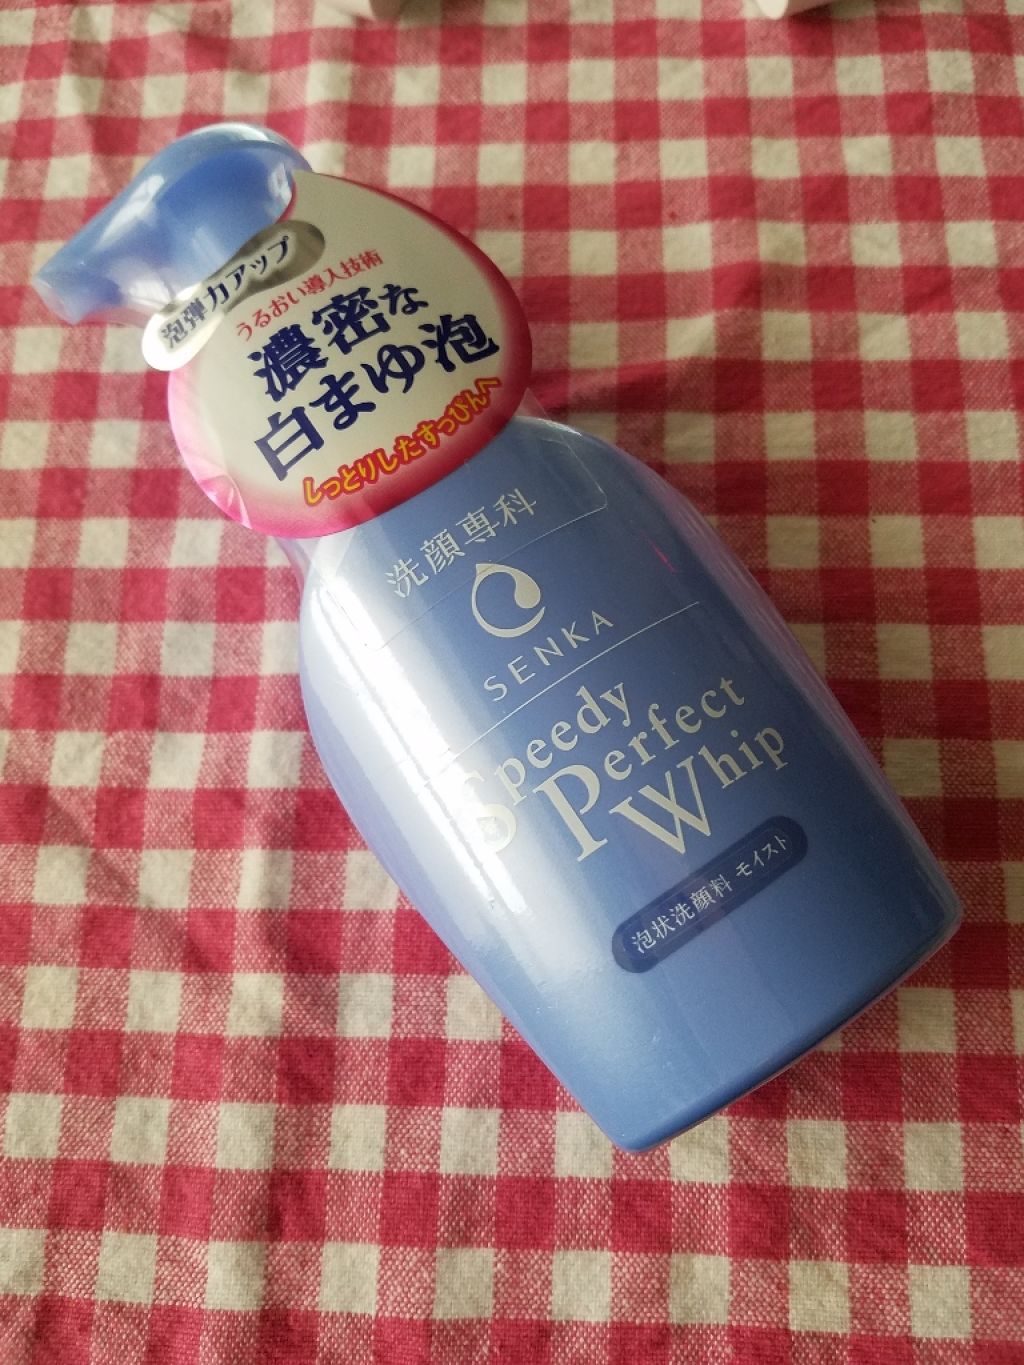 泡弾力アップ
うるおい導入技術
濃密な
白まゆ泡
しっとりしたすっぴんへ
洗顔専科
SENKA
Speedy
Perfect
Whip
泡状洗顔料 モイスト